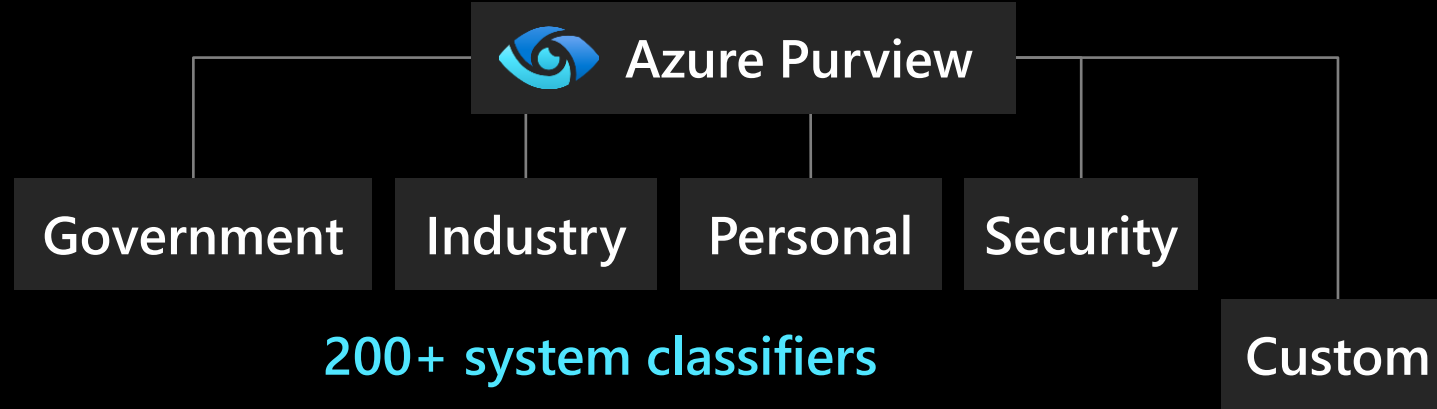 Azure Purview
Government
Industry
Personal
Security
200+ system classifiers
Custom